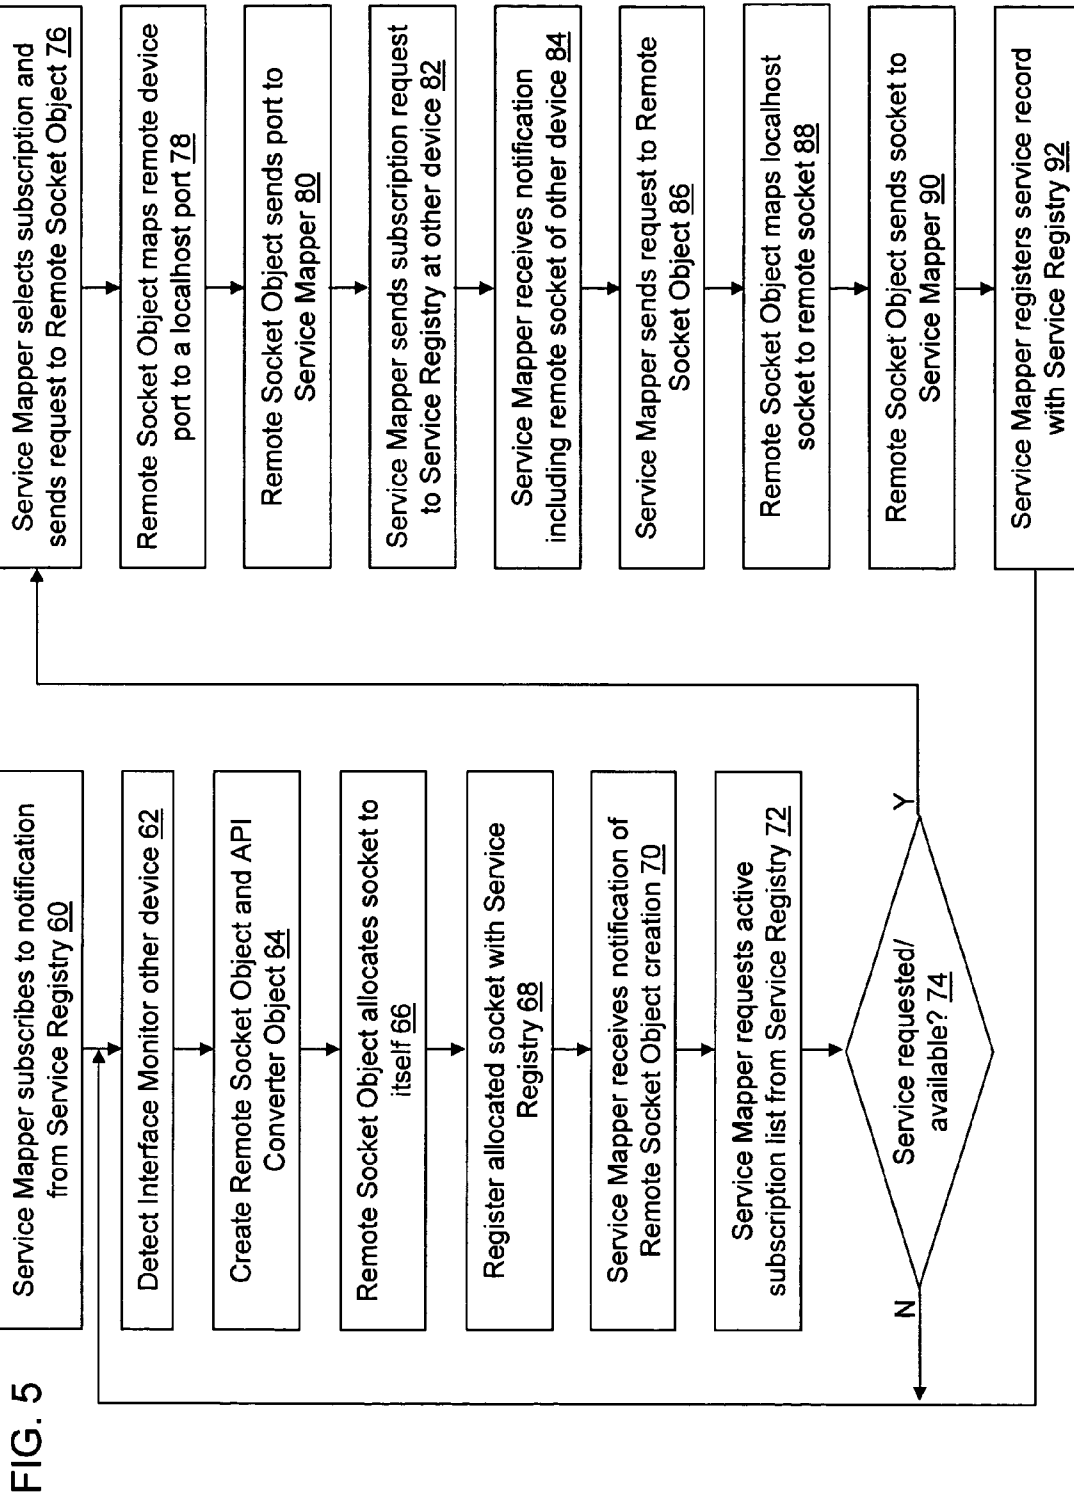 FIG. 5
Service Mapper subscribes to notification
from Service Registry 60
Detect Interface Monitor other device 62
Create Remote Socket Object and API
Converter Object 64
Remote Socket Object allocates socket to
itself 66
Register allocated socket with Service
Registry 68
Service Mapper receives notification of
Remote Socket Object creation 70
Service Mapper requests active
subscription list from Service Registry 72
Service requested/
available? 74
N
Y
Service Mapper selects subscription and
sends request to Remote Socket Object 76
Remote Socket Object maps remote device
port to a localhost port 78
Remote Socket Object sends port to
Service Mapper 80
Service Mapper sends subscription request
to Service Registry at other device 82
Service Mapper receives notification
including remote socket of other device 84
Service Mapper sends request to Remote
Socket Object 86
Remote Socket Object maps localhost
socket to remote socket 88
Remote Socket Object sends socket to
Service Mapper 90
Service Mapper registers service record
with Service Registry 92